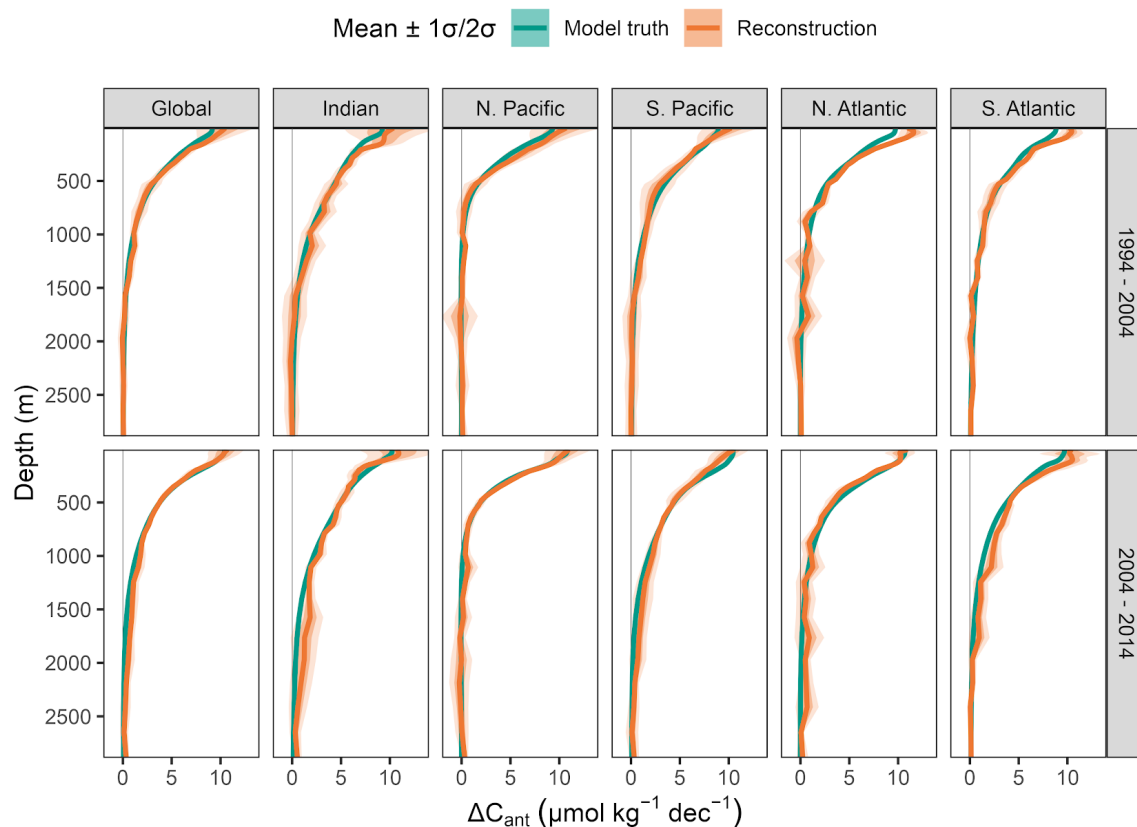 Mean ± 1σ/2σ Model truth Reconstruction
Global Indian N. Pacific S. Pacific N. Atlantic S. Atlantic
500
1000
1500
2000
2500
1994 - 2004
500
1000
1500
2000
2500
2004 - 2014
Depth (m)
0 5 10 0 5 10 0 5 10 0 5 10 0 5 10 0 5 10
ΔCant (μmol kg⁻¹ dec⁻¹)